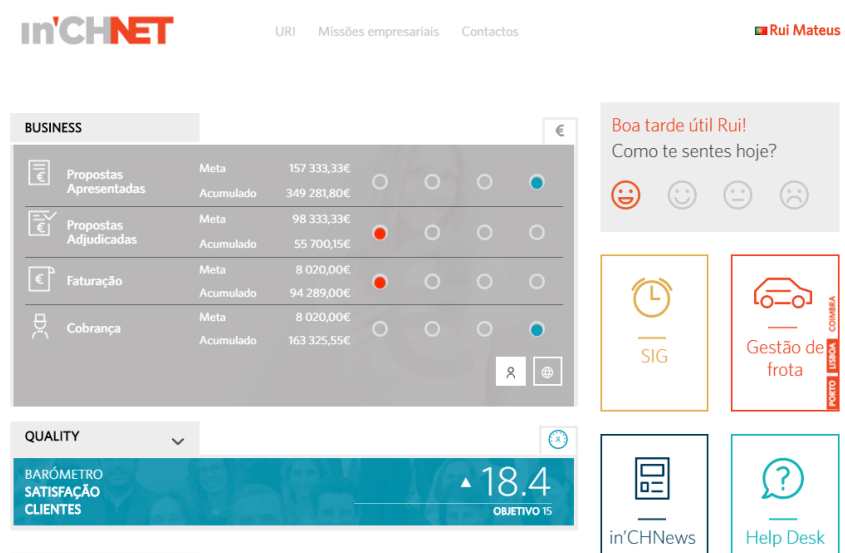 in'CHNET
URI Missões empresariais Contactos
Rui Mateus
BUSINESS
€
Propostas
Apresentadas
Meta 157 333,33€
Acumulado 349 281,80€
Propostas
Adjudicadas
Meta 98 333,33€
Acumulado 55 700,15€
Faturação
Meta 8 020,00€
Acumulado 94 289,00€
Cobrança
Meta 8 020,00€
Acumulado 163 325,55€
QUALITY
BARÓMETRO
SATISFAÇÃO
CLIENTES
▲ 18.4
OBJETIVO 15
Boa tarde útil Rui!
Como te sentes hoje?
SIG
Gestão de
frota
PORTO LISBOA COIMBRA
in'CHNews
Help Desk